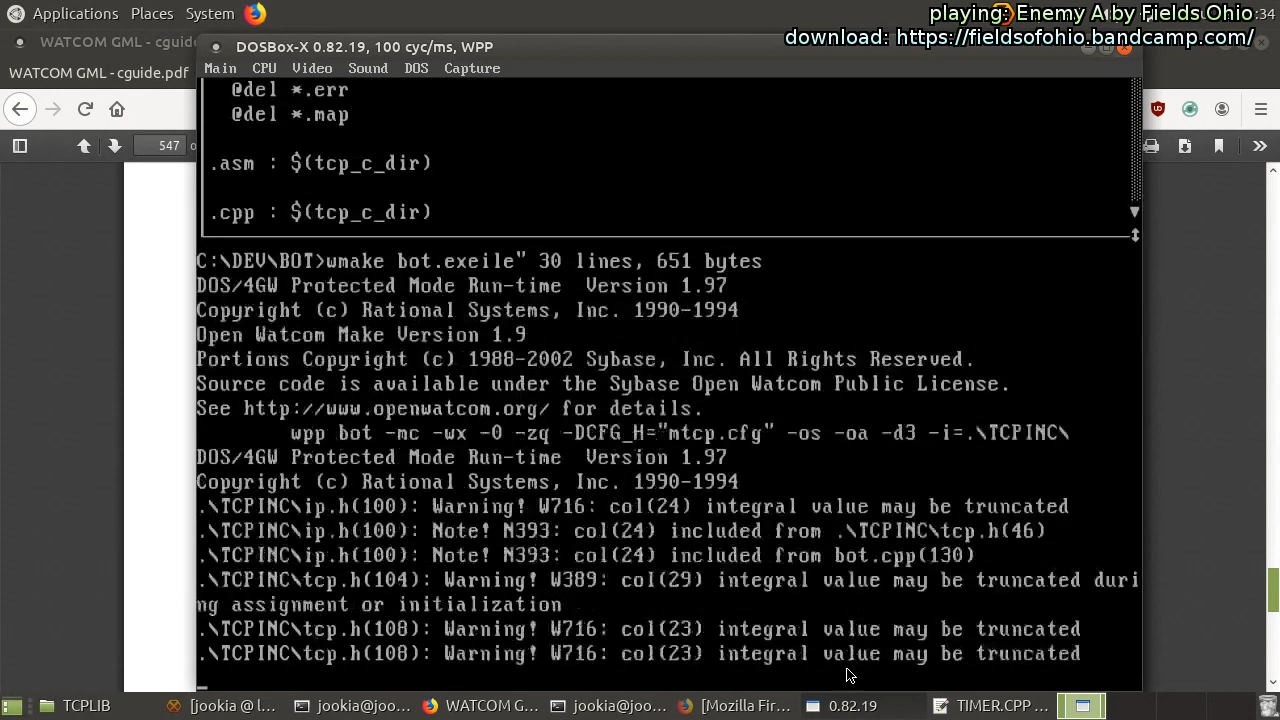 Applications Places System
:34
playing: Enemy A by Fields Ohio
download: https://fieldsofohio.bandcamp.com/
WATCOM GML - cguide
WATCOM GML - cguide.pdf
547
DOSBox-X 0.82.19, 100 cyc/ms, WPP
Main CPU Video Sound DOS Capture
@del *.err
@del *.map
.asm : $(tcp_c_dir)
.cpp : $(tcp_c_dir)
C:\DEV\BOT>wmake bot.exeile" 30 lines, 651 bytes
DOS/4GW Protected Mode Run-time  Version 1.97
Copyright (c) Rational Systems, Inc. 1990-1994
Open Watcom Make Version 1.9
Portions Copyright (c) 1988-2002 Sybase, Inc. All Rights Reserved.
Source code is available under the Sybase Open Watcom Public License.
See http://www.openwatcom.org/ for details.
wpp bot -mc -wx -0 -zq -DCFG_H="mtcp.cfg" -os -oa -d3 -i=.\TCPINC\
DOS/4GW Protected Mode Run-time  Version 1.97
Copyright (c) Rational Systems, Inc. 1990-1994
.\TCPINC\ip.h(100): Warning! W716: col(24) integral value may be truncated
.\TCPINC\ip.h(100): Note! N393: col(24) included from .\TCPINC\tcp.h(46)
.\TCPINC\ip.h(100): Note! N393: col(24) included from bot.cpp(130)
.\TCPINC\tcp.h(104): Warning! W389: col(29) integral value may be truncated duri
ng assignment or initialization
.\TCPINC\tcp.h(108): Warning! W716: col(23) integral value may be truncated
.\TCPINC\tcp.h(108): Warning! W716: col(23) integral value may be truncated
TCPLIB [jookia @ l... jookia@joo... WATCOM G... jookia@joo... [Mozilla Fir... 0.82.19 TIMER.CPP ...